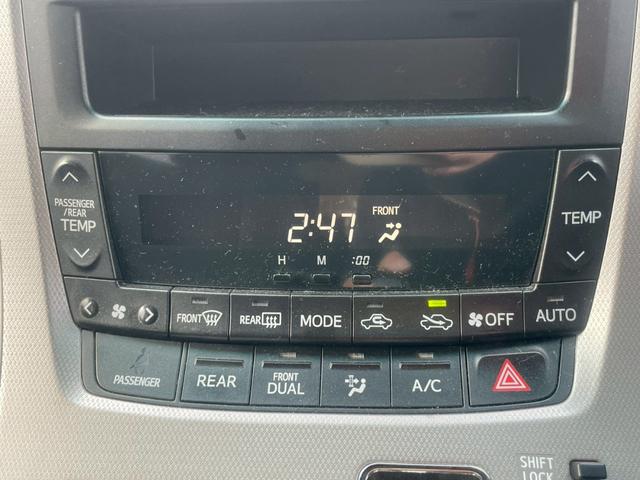 PASSENGER
/REAR
TEMP
2:47
FRONT
H M :00
TEMP
FRONT
REAR
MODE
OFF
AUTO
PASSENGER
REAR
FRONT
DUAL
A/C
SHIFT
LOCK